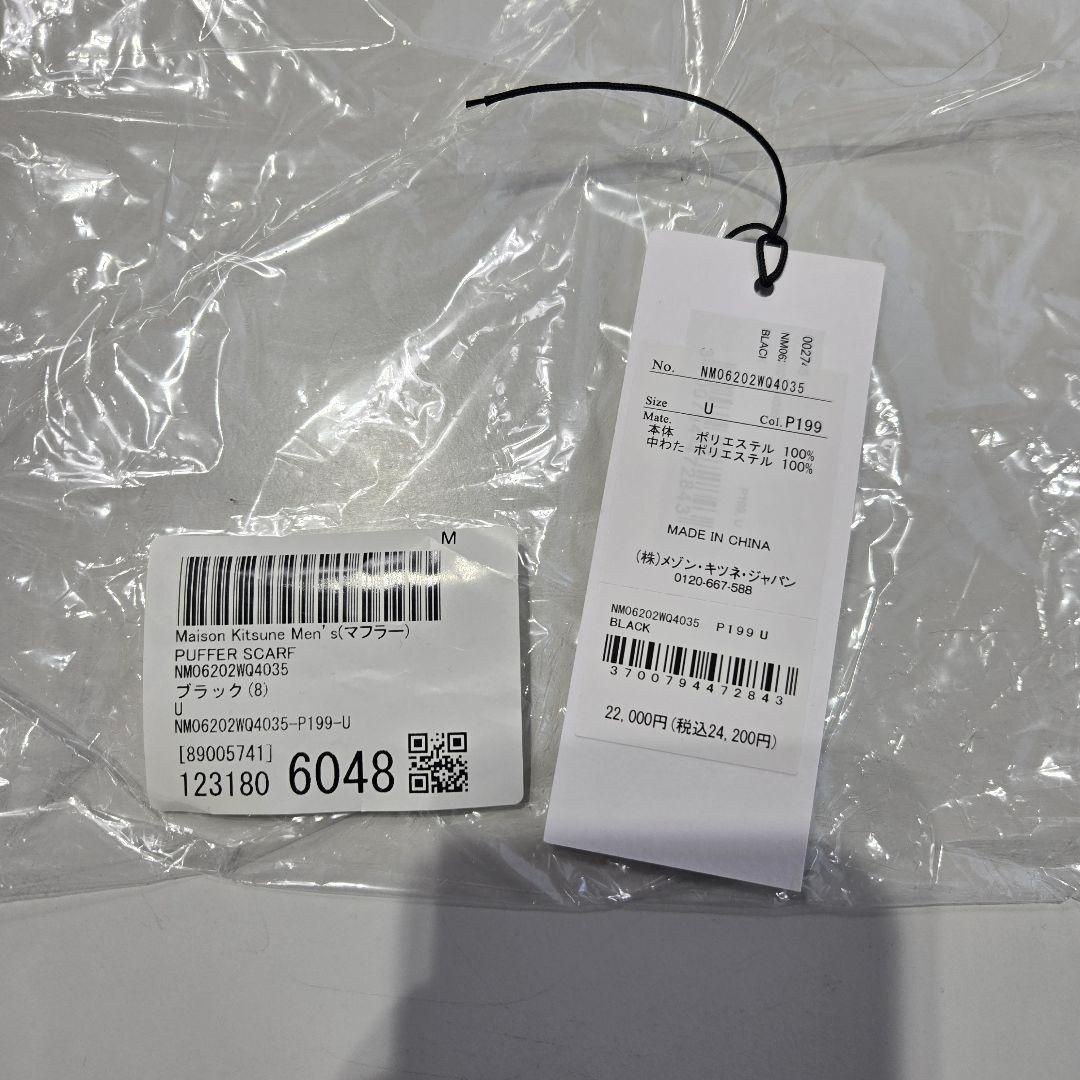 M
Maison Kitsune Men's(マフラー)
PUFFER SCARF
NM06202WQ4035
ブラック(8)
U
NM06202WQ4035-P199-U
[89005741]
123180 6048
No. NM06202WQ4035
Size U Col. P199
Mate.
本体 ポリエステル 100%
中わた ポリエステル 100%
MADE IN CHINA
(株)メゾン・キツネ・ジャパン
0120-667-588
NM06202WQ4035 P199 U
BLACK
3700794472843
22,000円(税込24,200円)